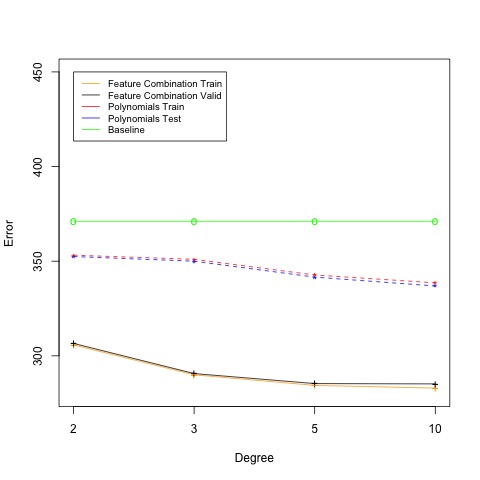 450
400
350
300
Error
Feature Combination Train
Feature Combination Valid
Polynomials Train
Polynomials Test
Baseline
2 3 5 10
Degree